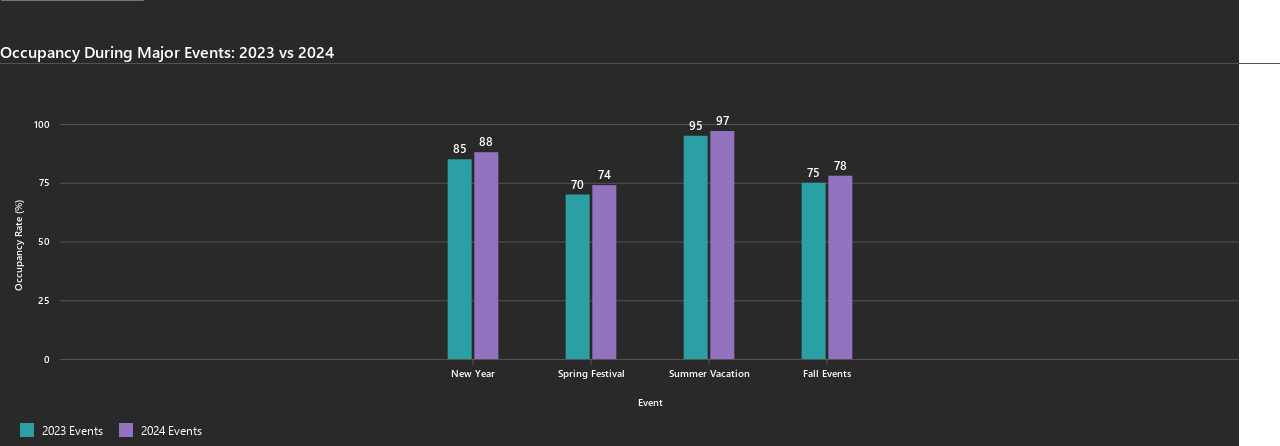 Occupancy During Major Events: 2023 vs 2024
Occupancy Rate (%)
100
75
50
25
0
85 88
70 74
95 97
75 78
New Year Spring Festival Summer Vacation Fall Events
Event
2023 Events 2024 Events